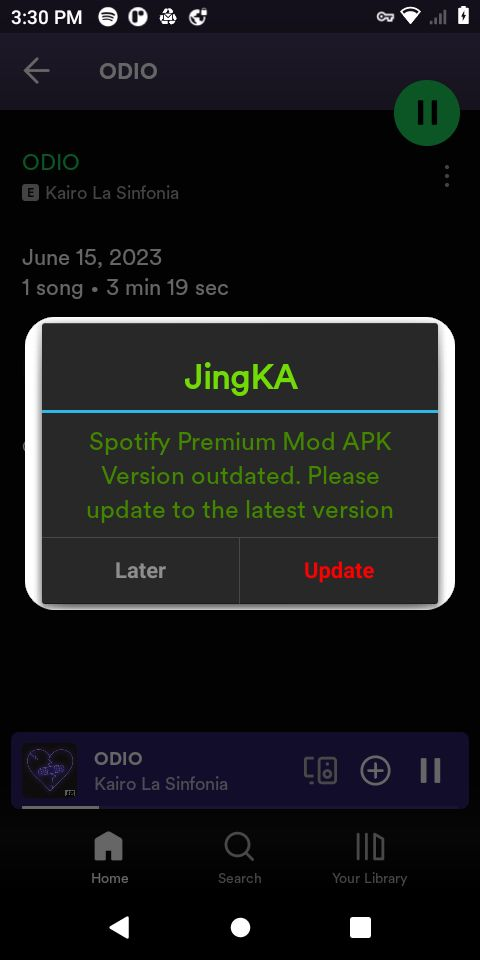 3:30 PM
ODIO
ODIO
E Kairo La Sinfonia
June 15, 2023
1 song • 3 min 19 sec
JingKA
Spotify Premium Mod APK
Version outdated. Please
update to the latest version
Later
Update
ODIO
Kairo La Sinfonia
Home
Search
Your Library